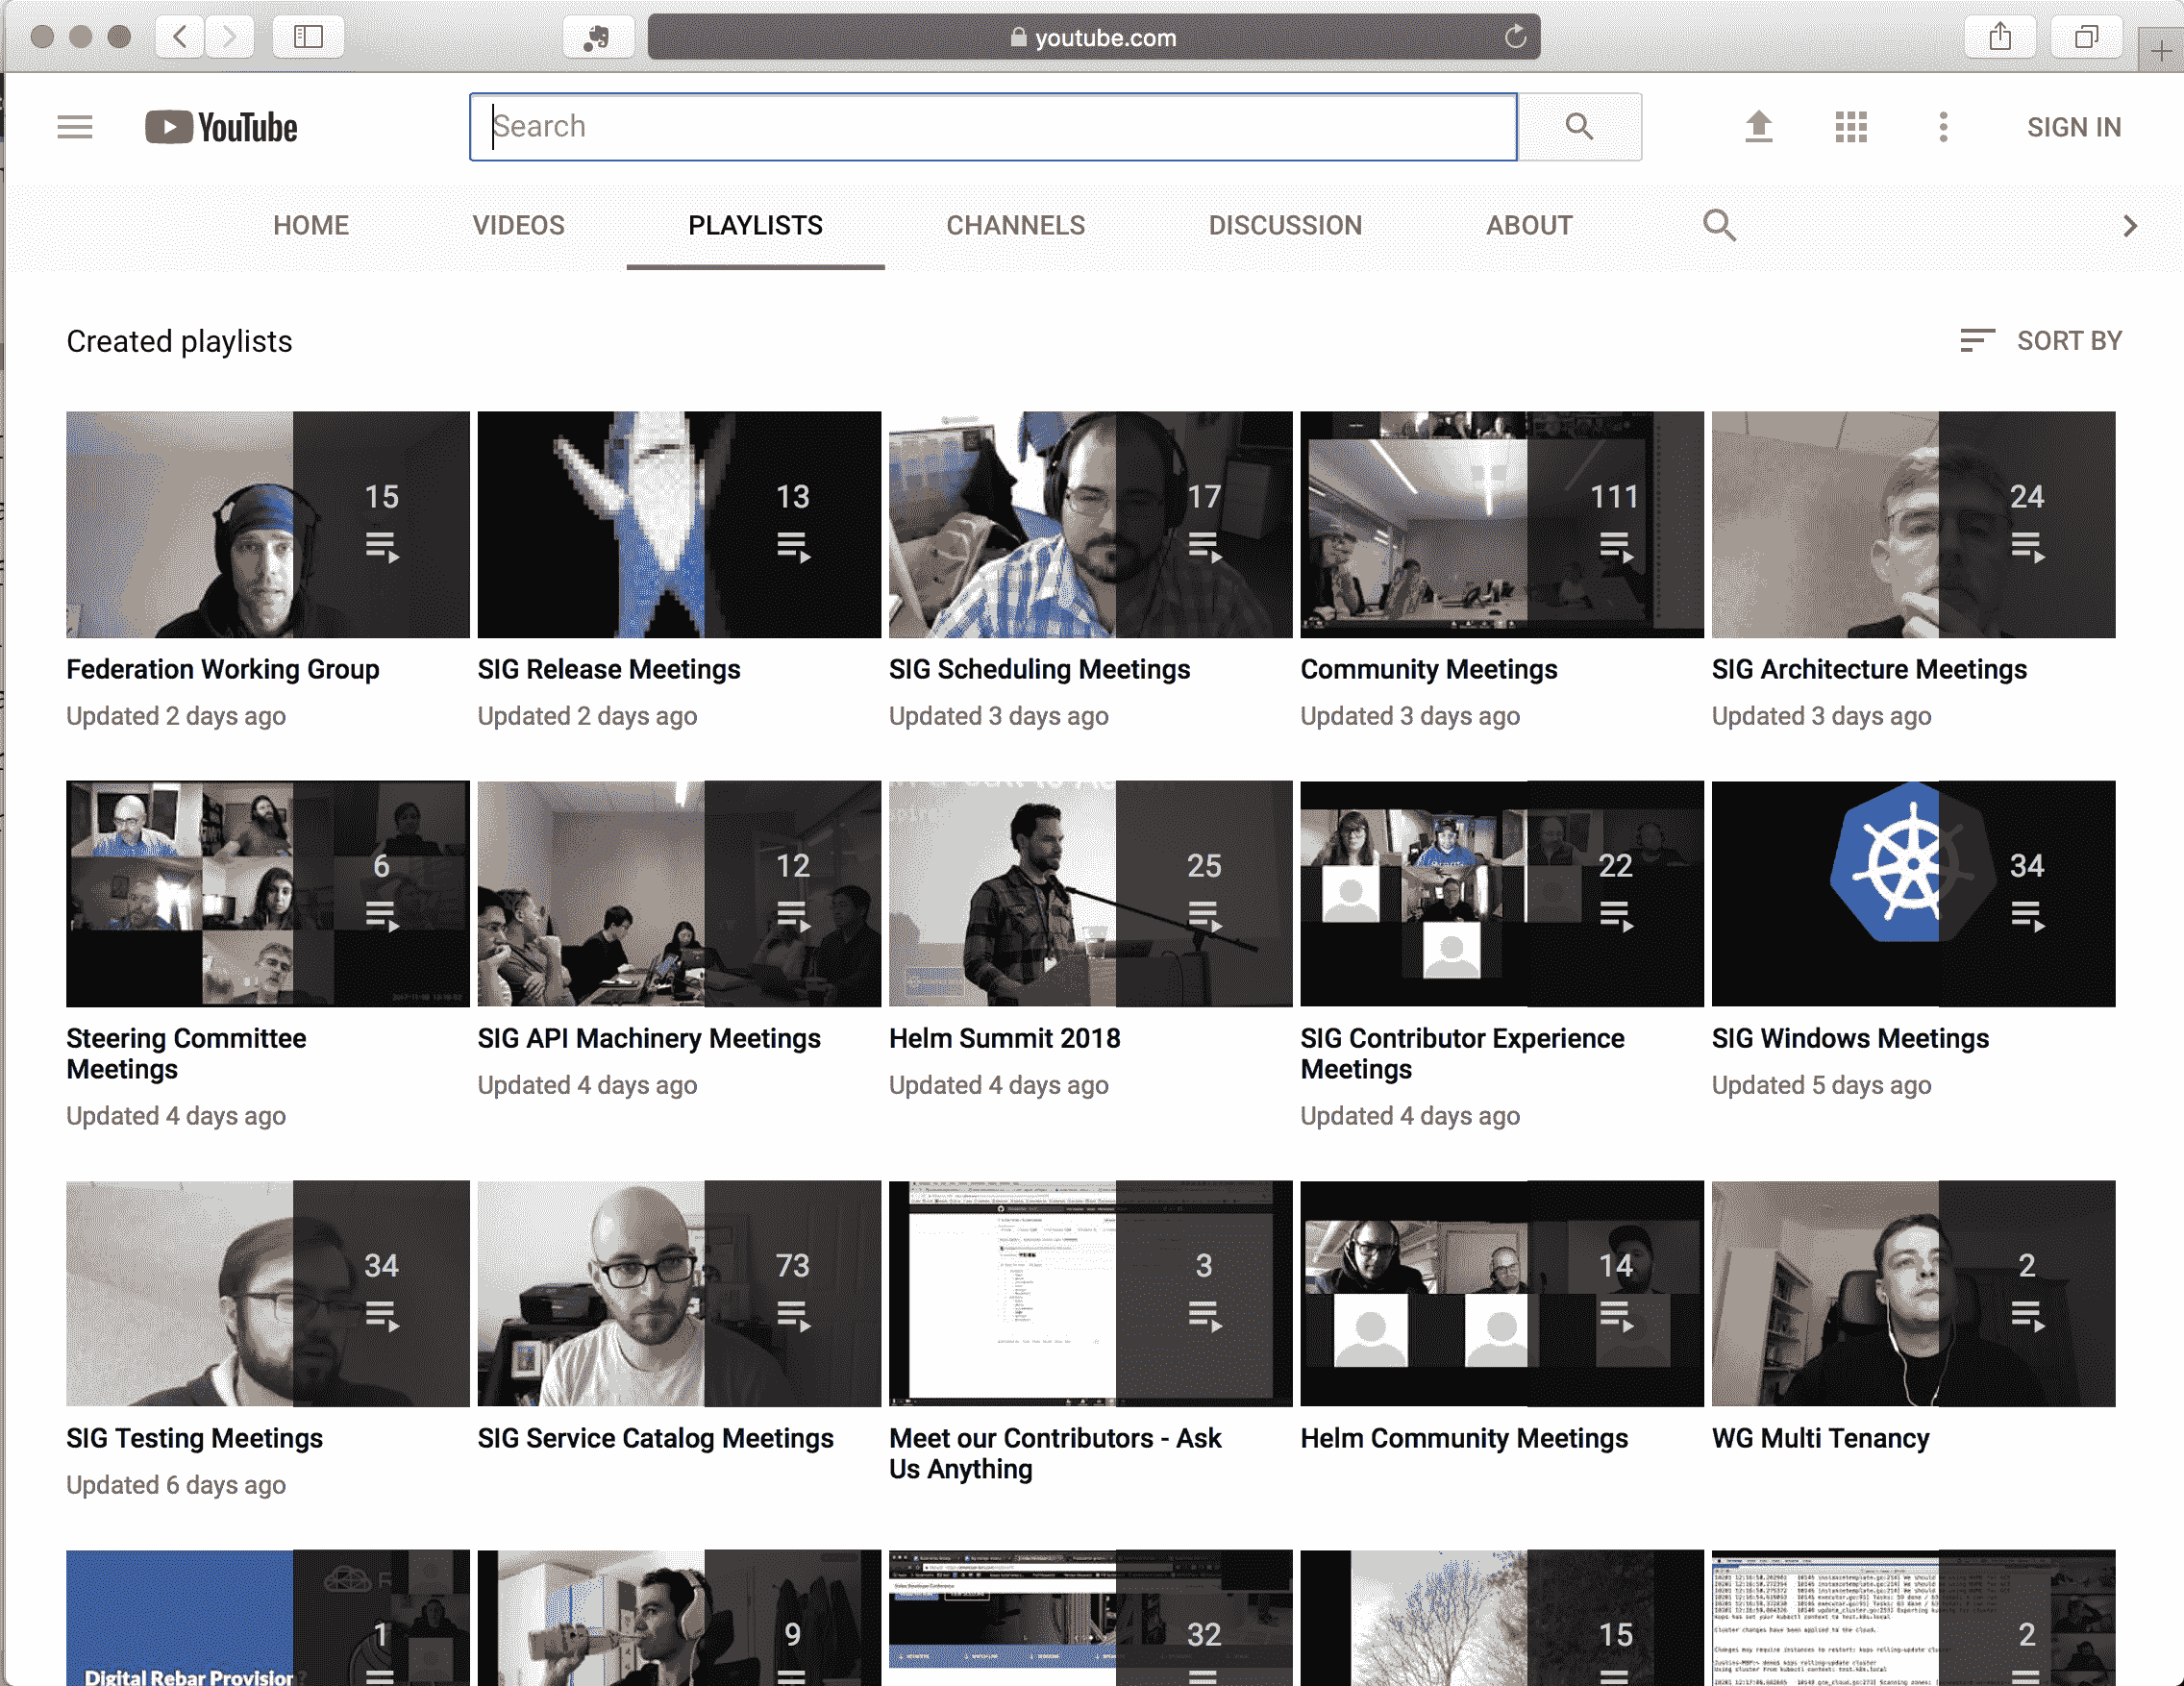 youtube.com
YouTube
Search
SIGN IN
HOME VIDEOS PLAYLISTS CHANNELS DISCUSSION ABOUT
Created playlists
SORT BY
15
13
17
111
24
Federation Working Group
Updated 2 days ago
SIG Release Meetings
Updated 2 days ago
SIG Scheduling Meetings
Updated 3 days ago
Community Meetings
Updated 3 days ago
SIG Architecture Meetings
Updated 3 days ago
6
12
25
22
34
Steering Committee
Meetings
Updated 4 days ago
SIG API Machinery Meetings
Updated 4 days ago
Helm Summit 2018
Updated 4 days ago
SIG Contributor Experience
Meetings
Updated 4 days ago
SIG Windows Meetings
Updated 5 days ago
34
73
3
14
2
SIG Testing Meetings
Updated 6 days ago
SIG Service Catalog Meetings
Meet our Contributors - Ask
Us Anything
Helm Community Meetings
WG Multi Tenancy
1
9
32
15
2
Digital Rebar Provision